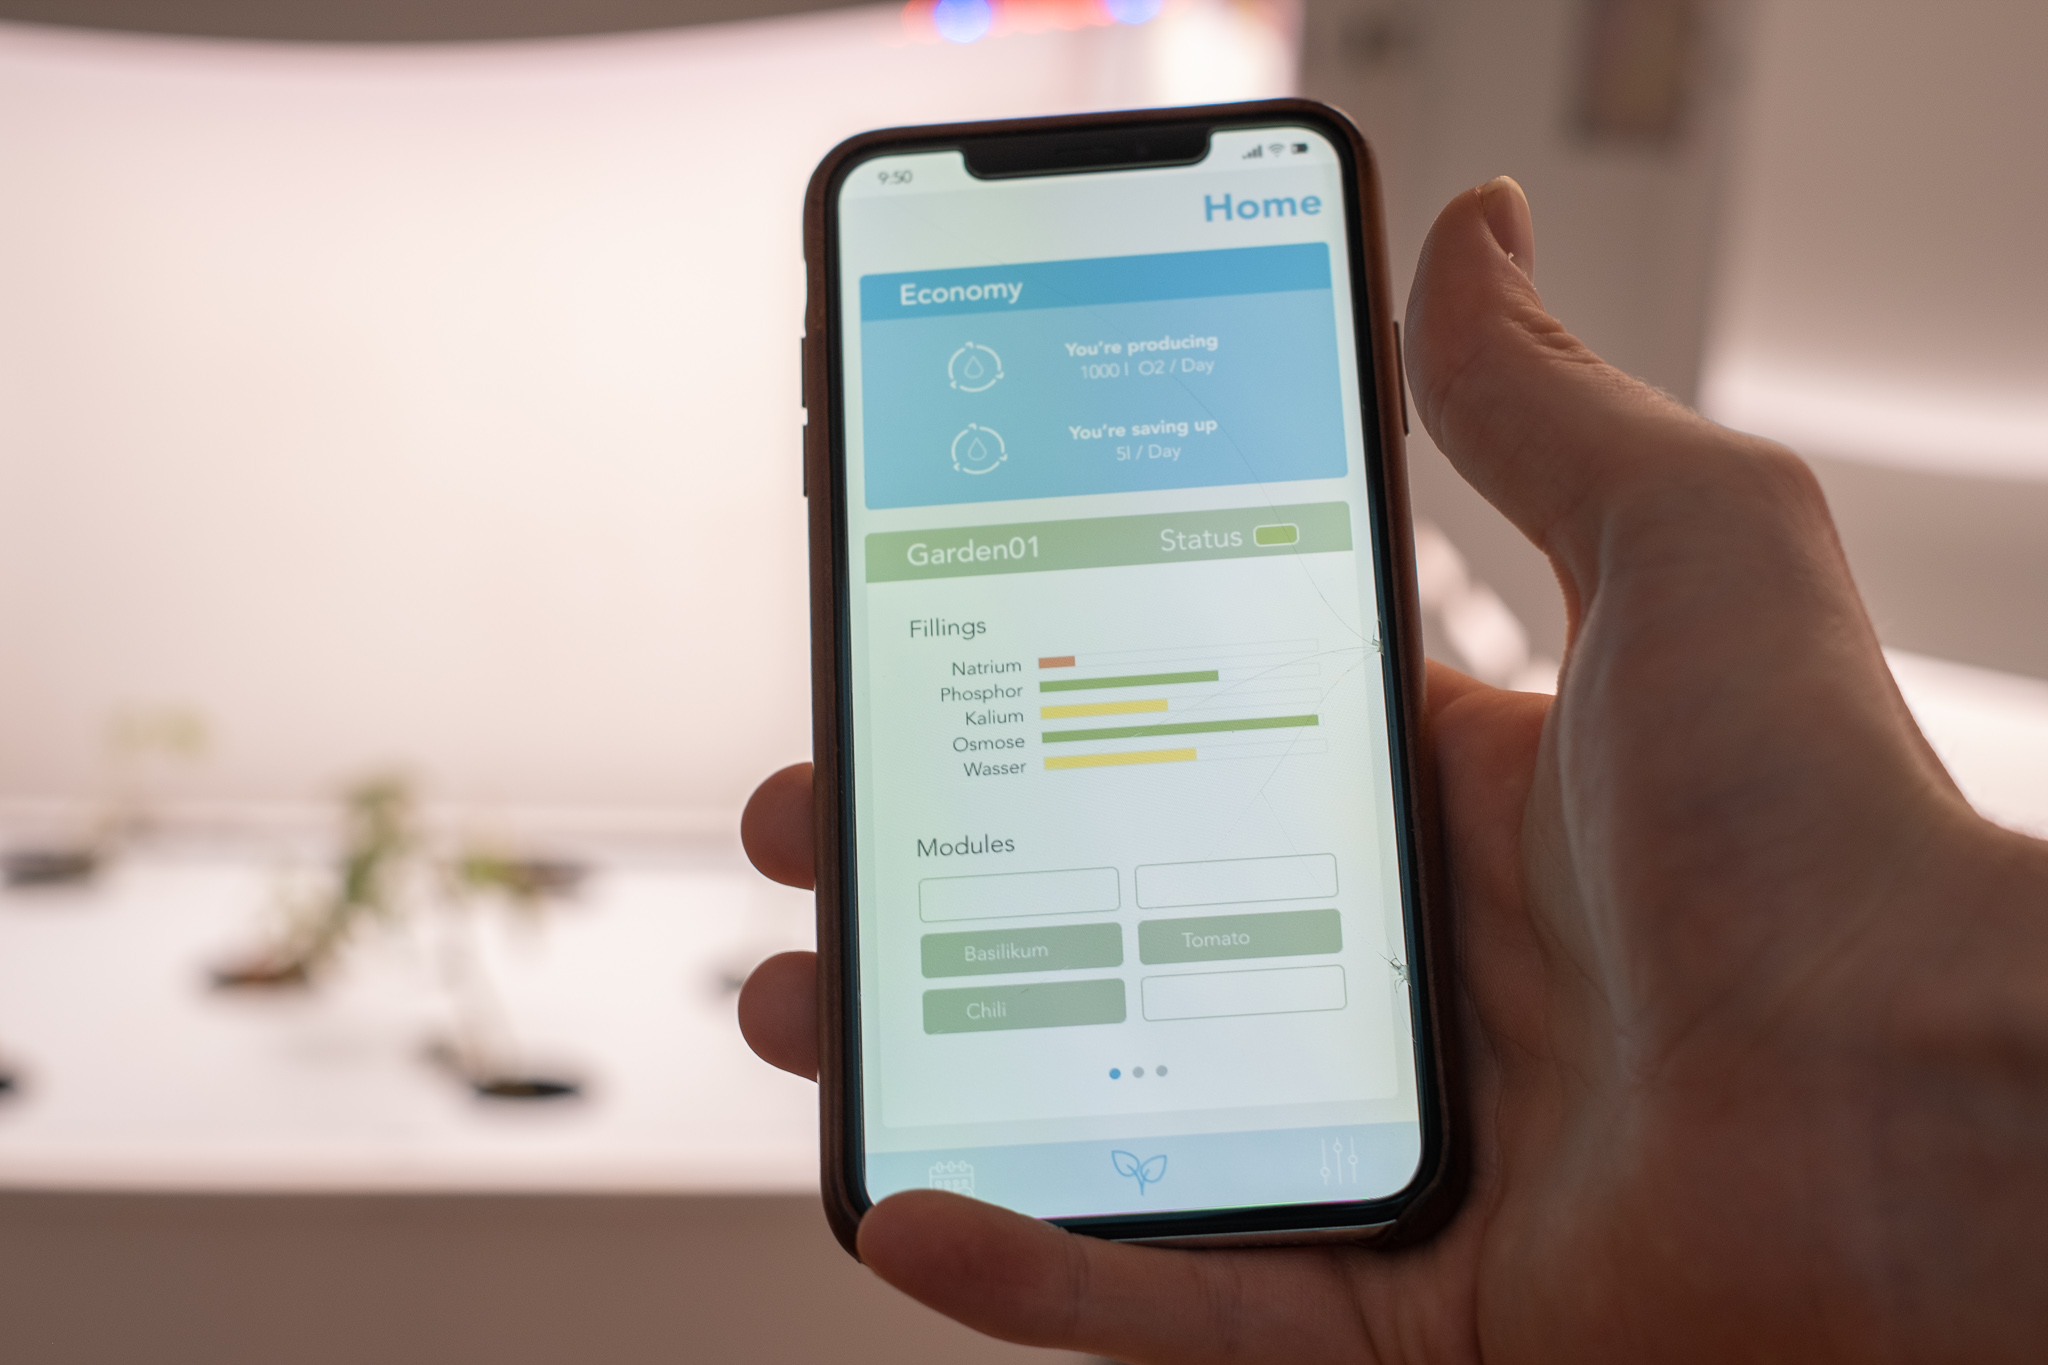 9:50
Home
Economy
You're producing
1000 l O2 / Day
You're saving up
5l / Day
Garden01 Status
Fillings
Natrium
Phosphor
Kalium
Osmose
Wasser
Modules
Basilikum Tomato
Chili